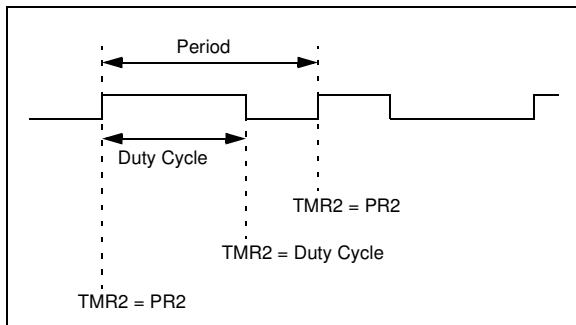 Period
Duty Cycle
TMR2 = PR2
TMR2 = Duty Cycle
TMR2 = PR2